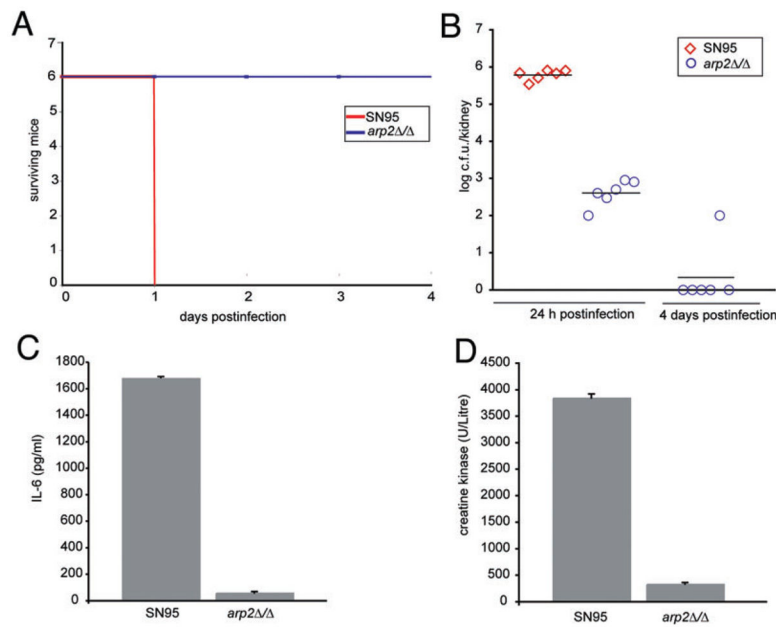 A
7
6
5
4
3
2
1
0
surviving mice
0 1 2 3 4
days postinfection
SN95
arp2Δ/Δ
B
7
6
5
4
3
2
1
0
log c.f.u./kidney
SN95
arp2Δ/Δ
24 h postinfection 4 days postinfection
C
1800
1600
1400
1200
1000
800
600
400
200
0
IL-6 (pg/ml)
SN95 arp2Δ/Δ
D
4500
4000
3500
3000
2500
2000
1500
1000
500
0
creatine kinase (U/Litre)
SN95 arp2Δ/Δ